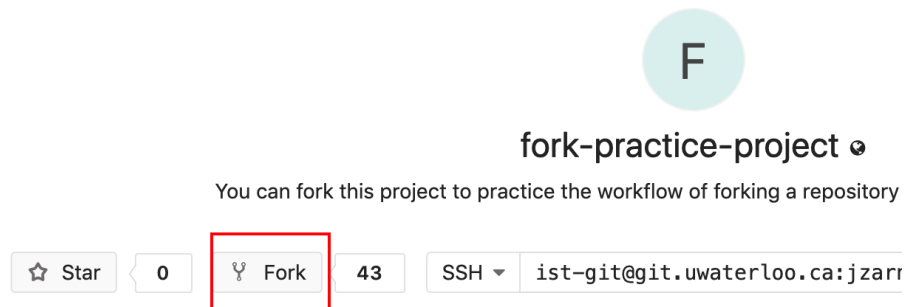 F
fork-practice-project
You can fork this project to practice the workflow of forking a repository
Star 0 Fork 43 SSH ist-git@git.uwaterloo.ca:jzarn